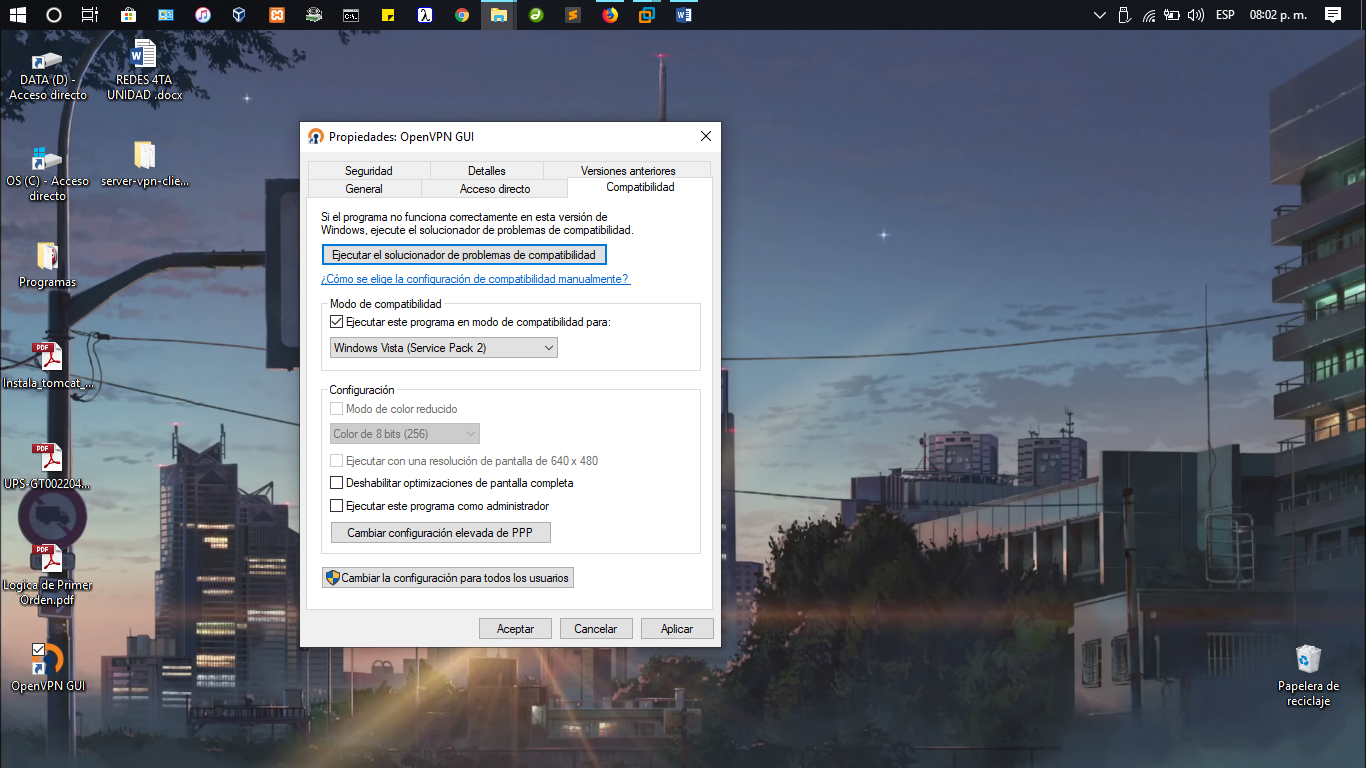 ESP
08:02 p. m.
DATA (D) -
Acceso directo
REDES 4TA
UNIDAD .docx
OS (C) - Acceso
directo
server-vpn-clie...
Programas
PDF
Instala_tomcat_...
PDF
UPS-GT002204...
PDF
Logica de Primer
Orden.pdf
OpenVPN GUI
Propiedades: OpenVPN GUI
Seguridad
Detalles
Versiones anteriores
General
Acceso directo
Compatibilidad
Si el programa no funciona correctamente en esta versión de
Windows, ejecute el solucionador de problemas de compatibilidad.
Ejecutar el solucionador de problemas de compatibilidad
¿Cómo se elige la configuración de compatibilidad manualmente?
Modo de compatibilidad
Ejecutar este programa en modo de compatibilidad para:
Windows Vista (Service Pack 2)
Configuración
Modo de color reducido
Color de 8 bits (256)
Ejecutar con una resolución de pantalla de 640 x 480
Deshabilitar optimizaciones de pantalla completa
Ejecutar este programa como administrador
Cambiar configuración elevada de PPP
Cambiar la configuración para todos los usuarios
Aceptar
Cancelar
Aplicar
Papelera de
reciclaje